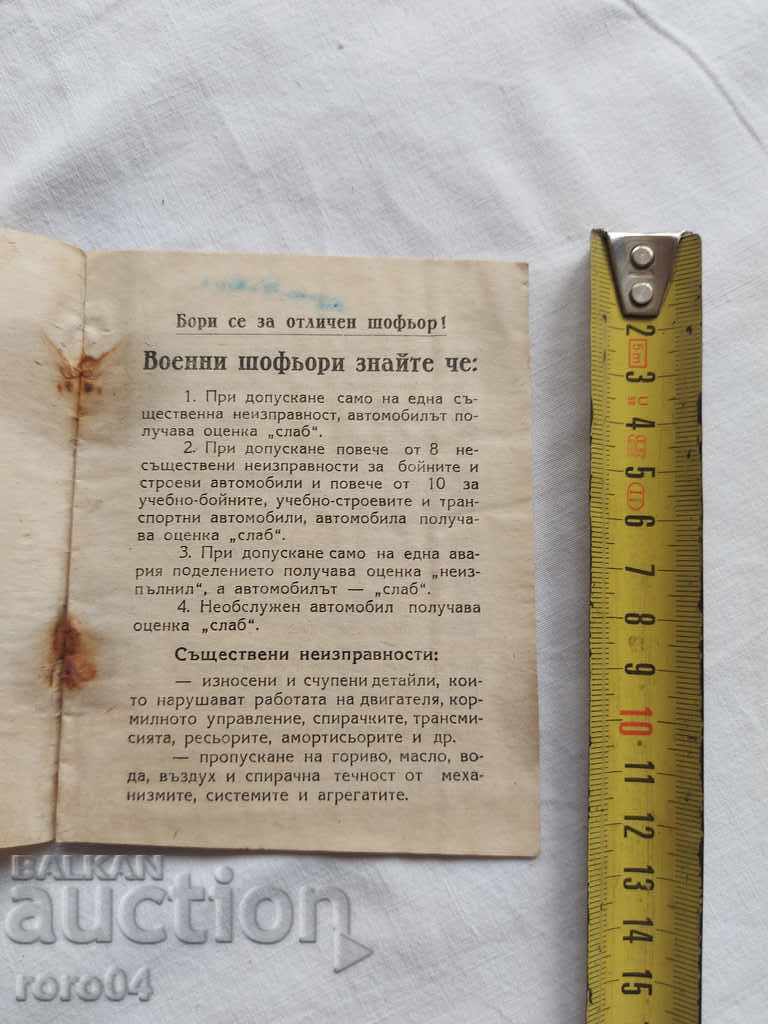 Бори се за отличен шофьор!
Военни шофьори знайте че:
1. При допускане само на една съ-
ществена неизправност, автомобилът по-
лучава оценка „слаб“.
2. При допускане повече от 8 не-
съществени неизправности за бойните и
строеви автомобили и повече от 10 за
учебно-бойните, учебно-строевите и тран-
спортни автомобили, автомобила получа-
ва оценка „слаб“.
3. При допускане само на една ава-
рия поделението получава оценка „неиз-
пълнил“, а автомобилът — „слаб“.
4. Необслужен автомобил получава
оценка „слаб“.
Съществени неизправности:
— износени и счупени детайли, кои-
то нарушават работата на двигателя, кор-
милното управление, спирачките, трансми-
сията, ресьорите, амортисьорите и др.
— пропускане на гориво, масло, во-
да, въздух и спирачна течност от меха-
низмите, системите и агрегатите.
2
5m
3
4
5
6
7
8
9
10
11
12
13
14
15
BALKAN
auction
roro04